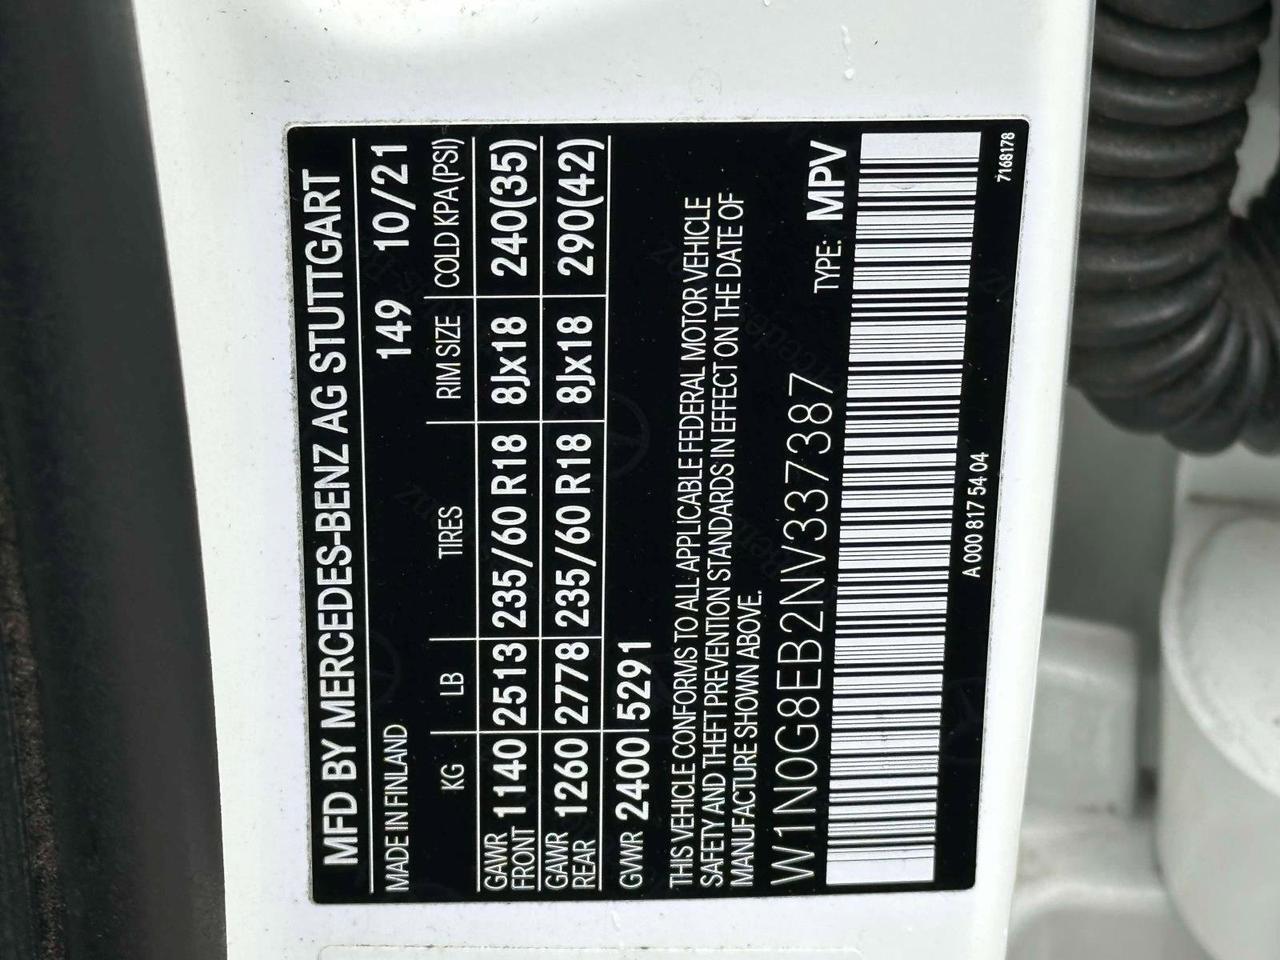 MFD BY MERCEDES-BENZ AG STUTTGART
MADE IN FINLAND 149 10/21
KG LB TIRES RIM SIZE COLD KPA(PSI)
GAWR FRONT 1140 2513 235/60 R18 8Jx18 240(35)
GAWR REAR 1260 2778 235/60 R18 8Jx18 290(42)
GVWR 2400 5291
THIS VEHICLE CONFORMS TO ALL APPLICABLE FEDERAL MOTOR VEHICLE
SAFETY AND THEFT PREVENTION STANDARDS IN EFFECT ON THE DATE OF
MANUFACTURE SHOWN ABOVE.
W1N0G8EB2NV337387 TYPE: MPV
A 000 817 54 04 7168178